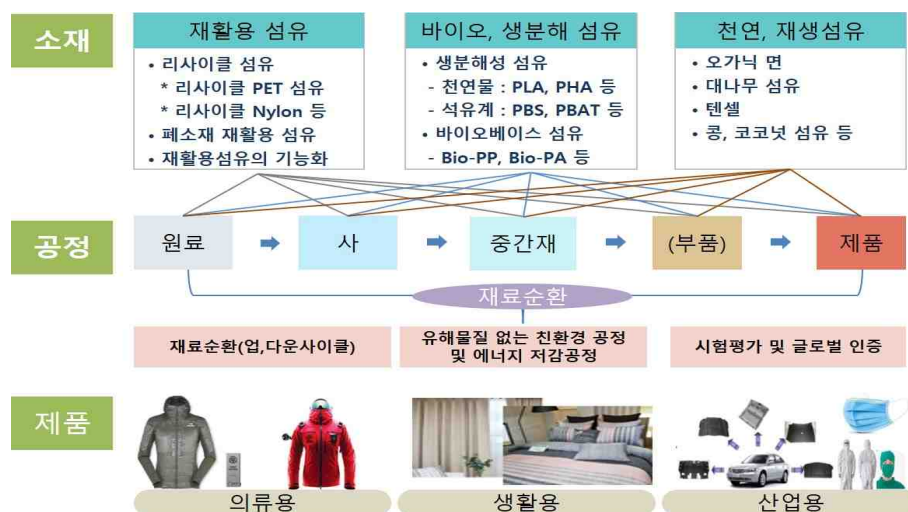 소재
재활용 섬유
• 리사이클 섬유
* 리사이클 PET 섬유
* 리사이클 Nylon 등
• 폐소재 재활용 섬유
• 재활용섬유의 기능화
바이오, 생분해 섬유
• 생분해성 섬유
- 천연물 : PLA, PHA 등
- 석유계 : PBS, PBAT 등
• 바이오베이스 섬유
- Bio-PP, Bio-PA 등
천연, 재생섬유
• 오가닉 면
• 대나무 섬유
• 텐셀
• 콩, 코코넛 섬유 등
공정
원료
사
중간재
(부품)
제품
재료순환
재료순환(업,다운사이클)
유해물질 없는 친환경 공정
및 에너지 저감공정
시험평가 및 글로벌 인증
제품
의류용
생활용
산업용